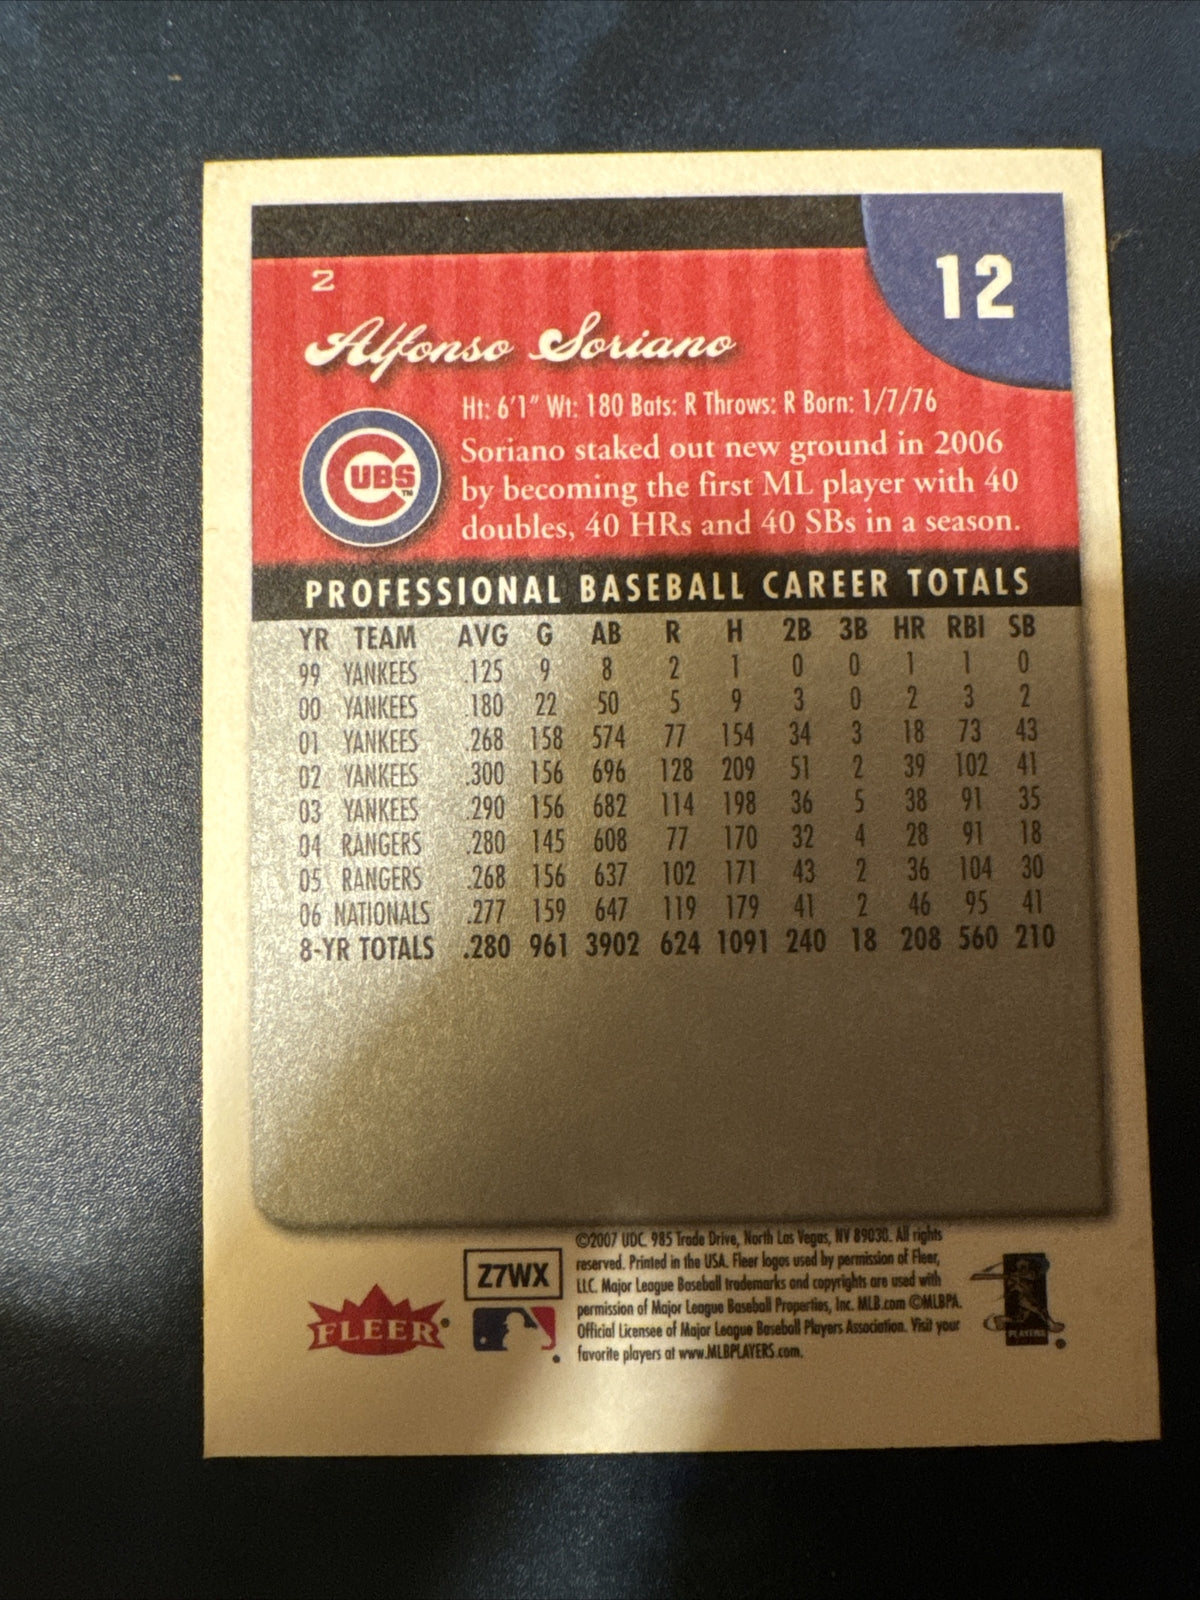 12
2
Alfonso Soriano
Ht: 6'1" Wt: 180 Bats: R Throws: R Born: 1/7/76
Soriano staked out new ground in 2006
by becoming the first ML player with 40
doubles, 40 HRs and 40 SBs in a season.
CUBS™
PROFESSIONAL BASEBALL CAREER TOTALS
YR TEAM AVG G AB R H 2B 3B HR RBI SB
99 YANKEES .125 9 8 2 1 0 0 1 1 0
00 YANKEES .180 22 50 5 9 3 0 2 3 2
01 YANKEES .268 158 574 77 154 34 3 18 73 43
02 YANKEES .300 156 696 128 209 51 2 39 102 41
03 YANKEES .290 156 682 114 198 36 5 38 91 35
04 RANGERS .280 145 608 77 170 32 4 28 91 18
05 RANGERS .268 156 637 102 171 43 2 36 104 30
06 NATIONALS .277 159 647 119 179 41 2 46 95 41
8-YR TOTALS .280 961 3902 624 1091 240 18 208 560 210
©2007 UDC. 985 Trade Drive, North Las Vegas, NV 89030. All rights
reserved. Printed in the USA. Fleer logos used by permission of Fleer,
LLC. Major League Baseball trademarks and copyrights are used with
permission of Major League Baseball Properties, Inc. MLB.com ©MLBPA.
Official Licensee of Major League Baseball Players Association. Visit your
favorite players at www.MLBPLAYERS.com.
Z7WX
FLEER®
PLAYERS